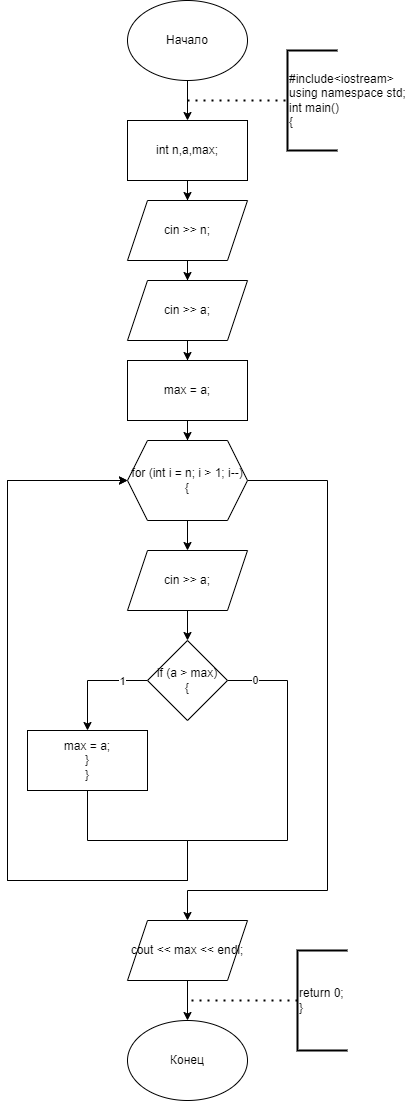 Начало
#include<iostream>
using namespace std;
int main()
{
int n,a,max;
cin >> n;
cin >> a;
max = a;
for (int i = n; i > 1; i--)
{
cin >> a;
if (a > max)
{
1
0
max = a;
}
}
cout << max << endl;
return 0;
}
Конец